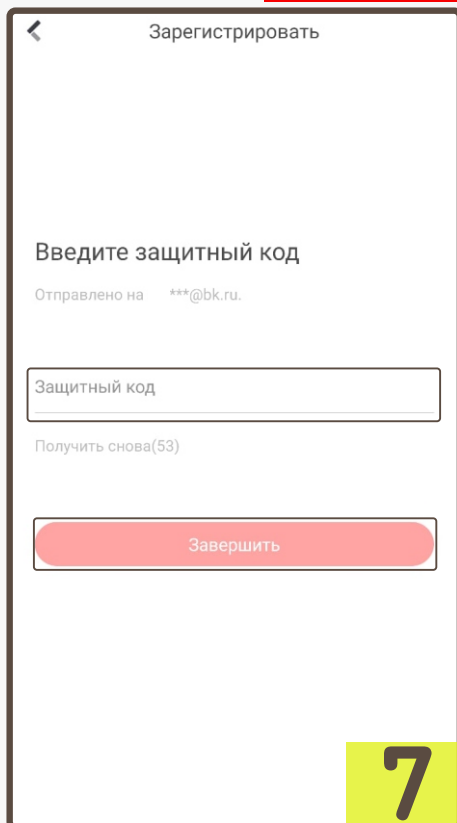 Зарегистрировать
Введите защитный код
Отправлено на ***@bk.ru.
Защитный код
Получить снова(53)
Завершить
7